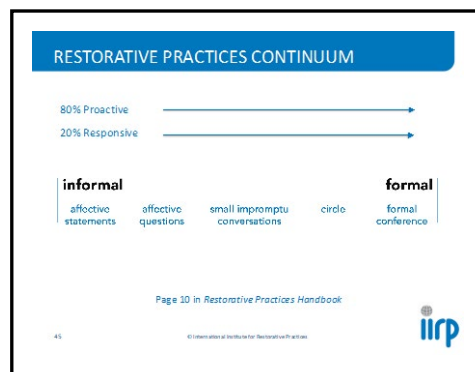 RESTORATIVE PRACTICES CONTINUUM
80% Proactive
20% Responsive
informal formal
affective affective small impromptu circle formal
statements questions conversations conference
Page 10 in Restorative Practices Handbook
45 © International Institute for Restorative Practices
iirp